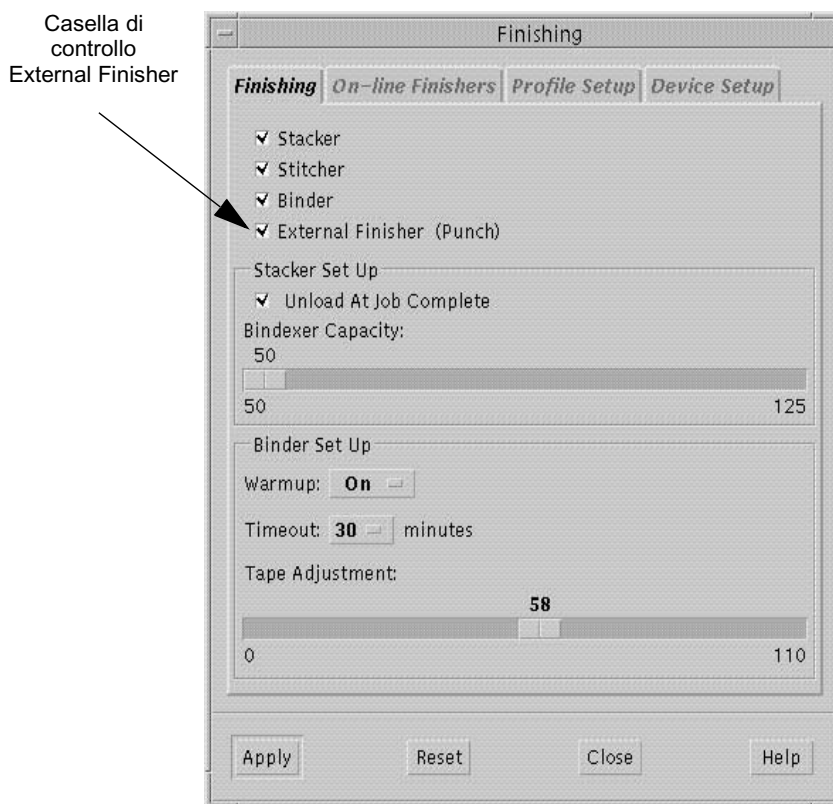 Casella di
controllo
External Finisher
Finishing
Finishing On-line Finishers Profile Setup Device Setup
Stacker
Stitcher
Binder
External Finisher (Punch)
Stacker Set Up
Unload At Job Complete
Bindexer Capacity:
50
50 125
Binder Set Up
Warmup: On
Timeout: 30 minutes
Tape Adjustment:
58
0 110
Apply Reset Close Help